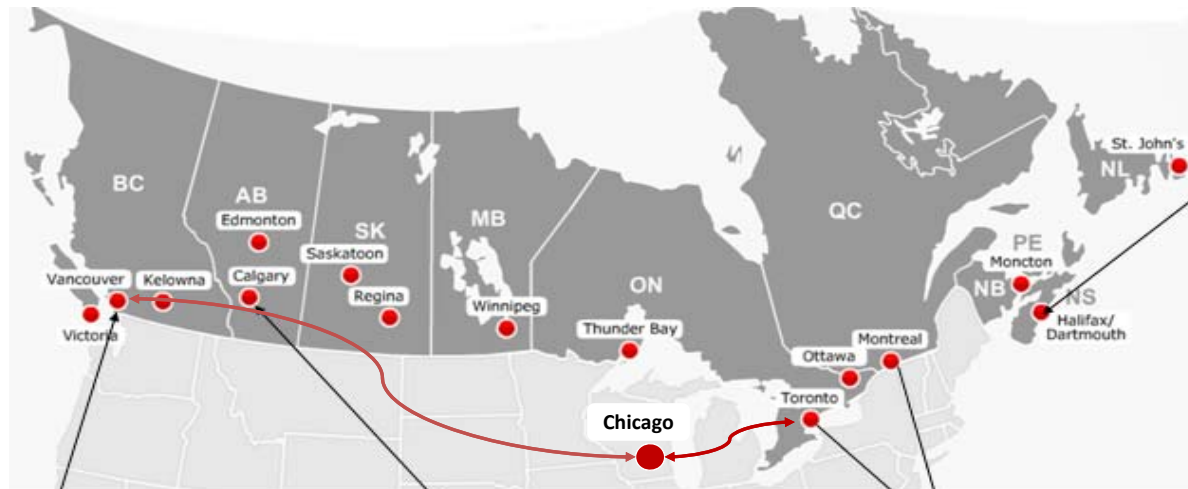 St. John's
NL
BC
AB
Edmonton
SK
MB
QC
PE
Saskatoon
Moncton
Vancouver
Kelowna
Calgary
Regina
Winnipeg
ON
NB
NS
Victoria
Thunder Bay
Halifax/
Dartmouth
Montreal
Ottawa
Toronto
Chicago